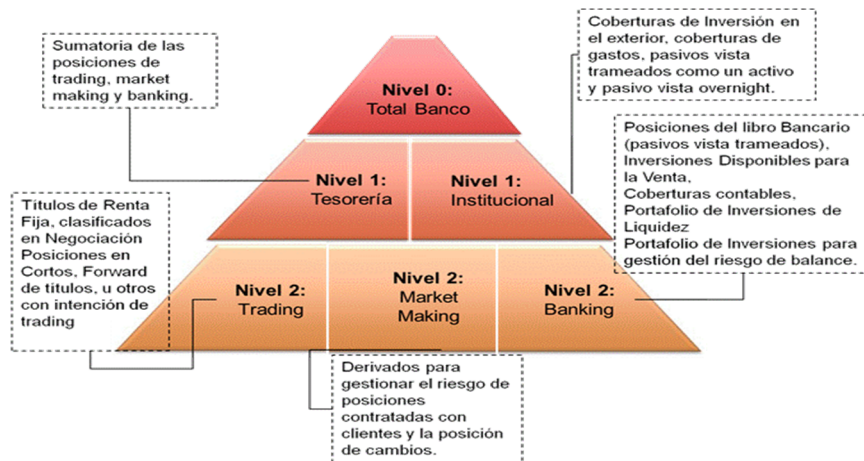 Sumatoria de las
posiciones de
trading, market
making y banking.
Coberturas de Inversión en
el exterior, coberturas de
gastos, pasivos vista
trameados como un activo
y pasivo vista overnight.
Nivel 0:
Total Banco
Nivel 1:
Tesorería
Nivel 1:
Institucional
Posiciones del libro Bancario
(pasivos vista trameados),
Inversiones Disponibles para
la Venta,
Coberturas contables,
Portafolio de Inversiones de
Liquidez
Portafolio de Inversiones para
gestión del riesgo de balance.
Títulos de Renta
Fija, clasificados
en Negociación
Posiciones en
Cortos, Forward
de títulos, u otros
con intención de
trading
Nivel 2:
Trading
Nivel 2:
Market
Making
Nivel 2:
Banking
Derivados para
gestionar el riesgo de
posiciones
contratadas con
clientes y la posición
de cambios.